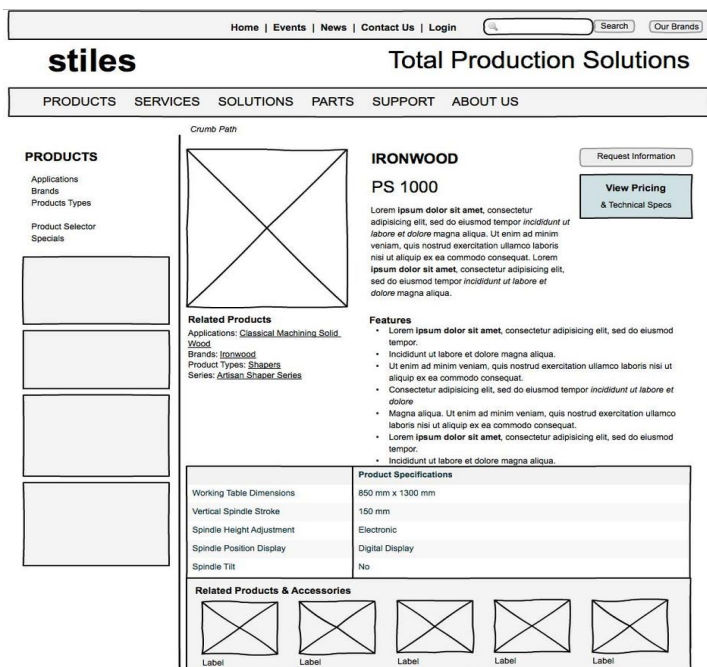 Home | Events | News | Contact Us | Login
Search
Our Brands
stiles
Total Production Solutions
PRODUCTS SERVICES SOLUTIONS PARTS SUPPORT ABOUT US
Crumb Path
PRODUCTS
Applications
Brands
Products Types
Product Selector
Specials
IRONWOOD
PS 1000
Lorem ipsum dolor sit amet, consectetur
adipisicing elit, sed do eiusmod tempor incididunt ut
labore et dolore magna aliqua. Ut enim ad minim
veniam, quis nostrud exercitation ullamco laboris
nisi ut aliquip ex ea commodo consequat. Lorem
ipsum dolor sit amet, consectetur adipisicing elit,
sed do eiusmod tempor incididunt ut labore et
dolore magna aliqua.
Request Information
View Pricing
& Technical Specs
Related Products
Applications: Classical Machining Solid
Wood
Brands: Ironwood
Product Types: Shapers
Series: Artisan Shaper Series
Features
• Lorem ipsum dolor sit amet, consectetur adipisicing elit, sed do eiusmod
tempor.
• Incididunt ut labore et dolore magna aliqua.
• Ut enim ad minim veniam, quis nostrud exercitation ullamco laboris nisi ut
aliquip ex ea commodo consequat.
• Consectetur adipisicing elit, sed do eiusmod tempor incididunt ut labore et
dolore
• Magna aliqua. Ut enim ad minim veniam, quis nostrud exercitation ullamco
laboris nisi ut aliquip ex ea commodo consequat.
• Lorem ipsum dolor sit amet, consectetur adipisicing elit, sed do eiusmod
tempor.
• Incididunt ut labore et dolore magna aliqua.
Product Specifications
Working Table Dimensions 850 mm x 1300 mm
Vertical Spindle Stroke 150 mm
Spindle Height Adjustment Electronic
Spindle Position Display Digital Display
Spindle Tilt No
Related Products & Accessories
Label Label Label Label Label